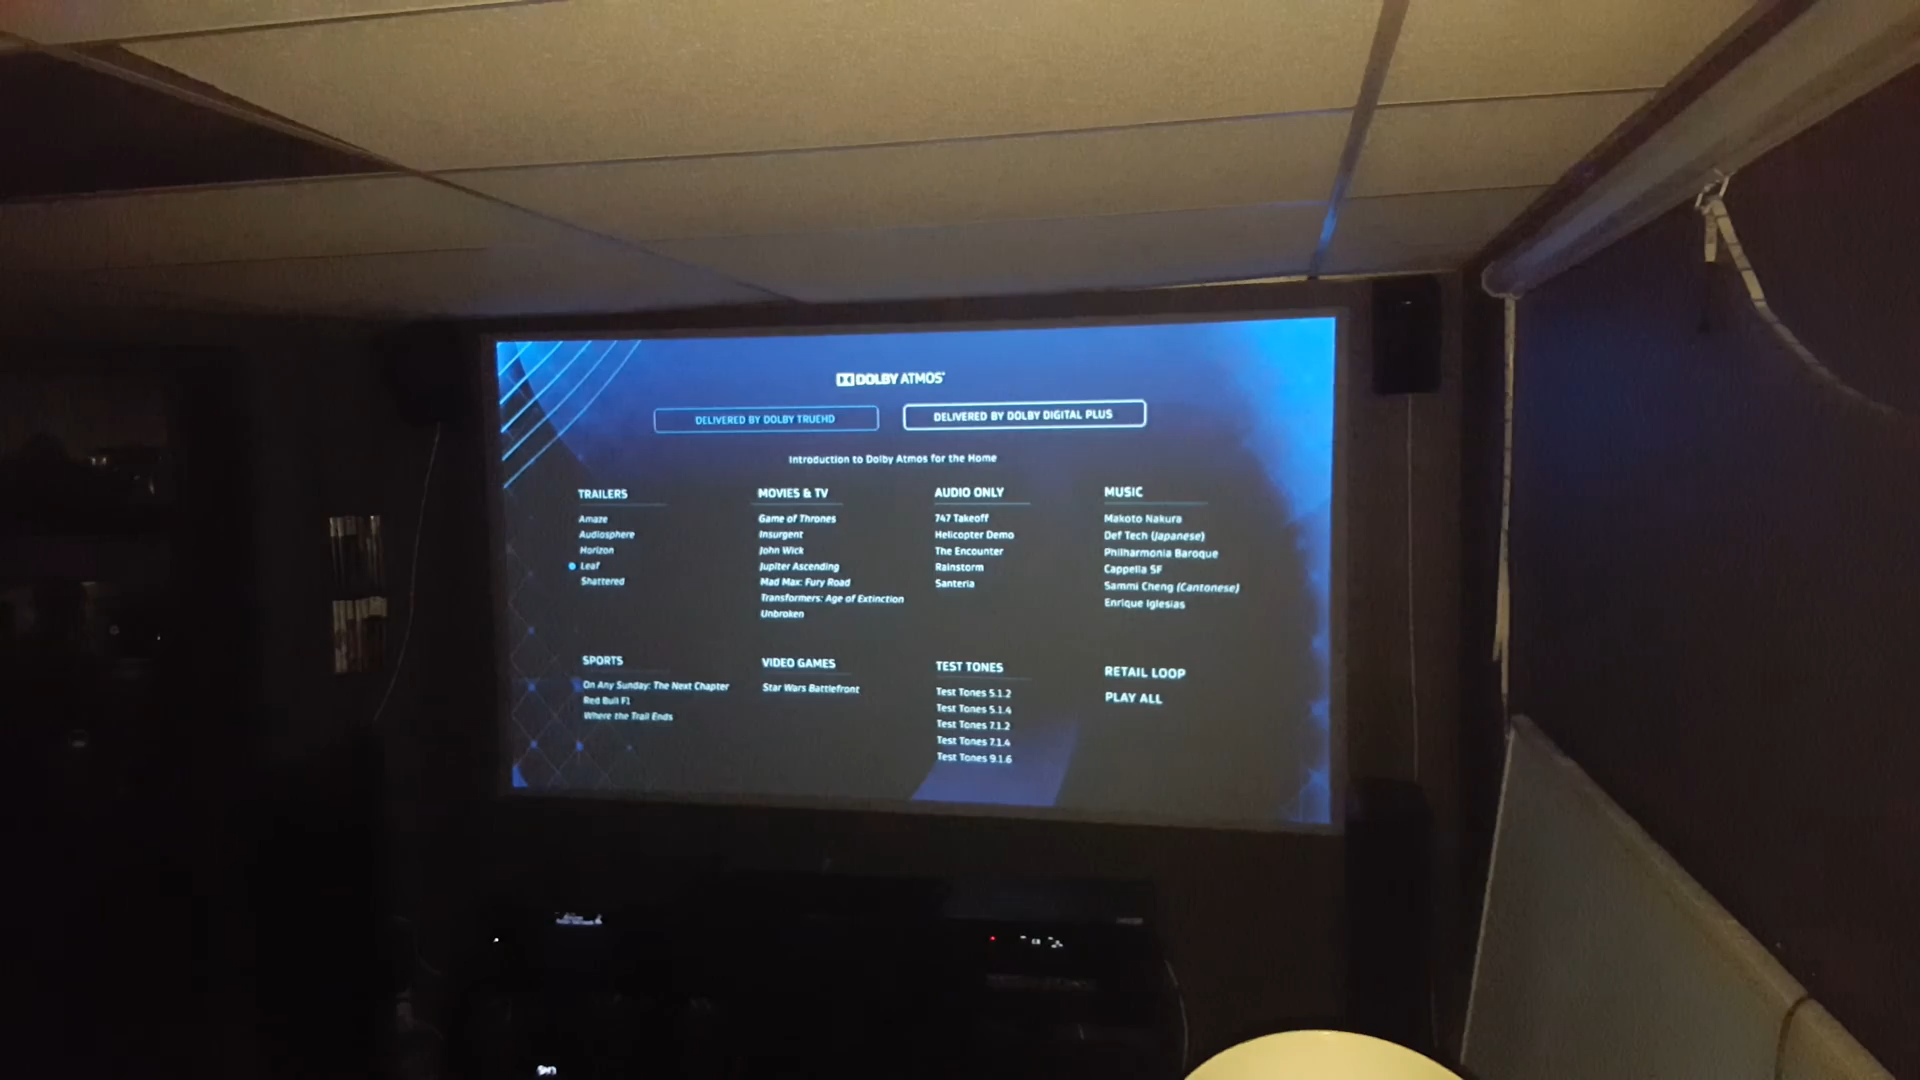 DOLBY ATMOS
DELIVERED BY DOLBY TRUEHD
DELIVERED BY DOLBY DIGITAL PLUS
Introduction to Dolby Atmos for the Home
TRAILERS
Amaze
Audiosphere
Horizon
Leaf
Shattered
MOVIES & TV
Game of Thrones
Insurgent
John Wick
Jupiter Ascending
Mad Max: Fury Road
Transformers: Age of Extinction
Unbroken
AUDIO ONLY
747 Takeoff
Helicopter Demo
The Encounter
Rainstorm
Santeria
MUSIC
Makoto Nakura
Def Tech (Japanese)
Philharmonia Baroque
Cappella SF
Sammi Cheng (Cantonese)
Enrique Iglesias
SPORTS
On Any Sunday: The Next Chapter
Red Bull F1
Where the Trail Ends
VIDEO GAMES
Star Wars Battlefront
TEST TONES
Test Tones 5.1.2
Test Tones 5.1.4
Test Tones 7.1.2
Test Tones 7.1.4
Test Tones 9.1.6
RETAIL LOOP
PLAY ALL